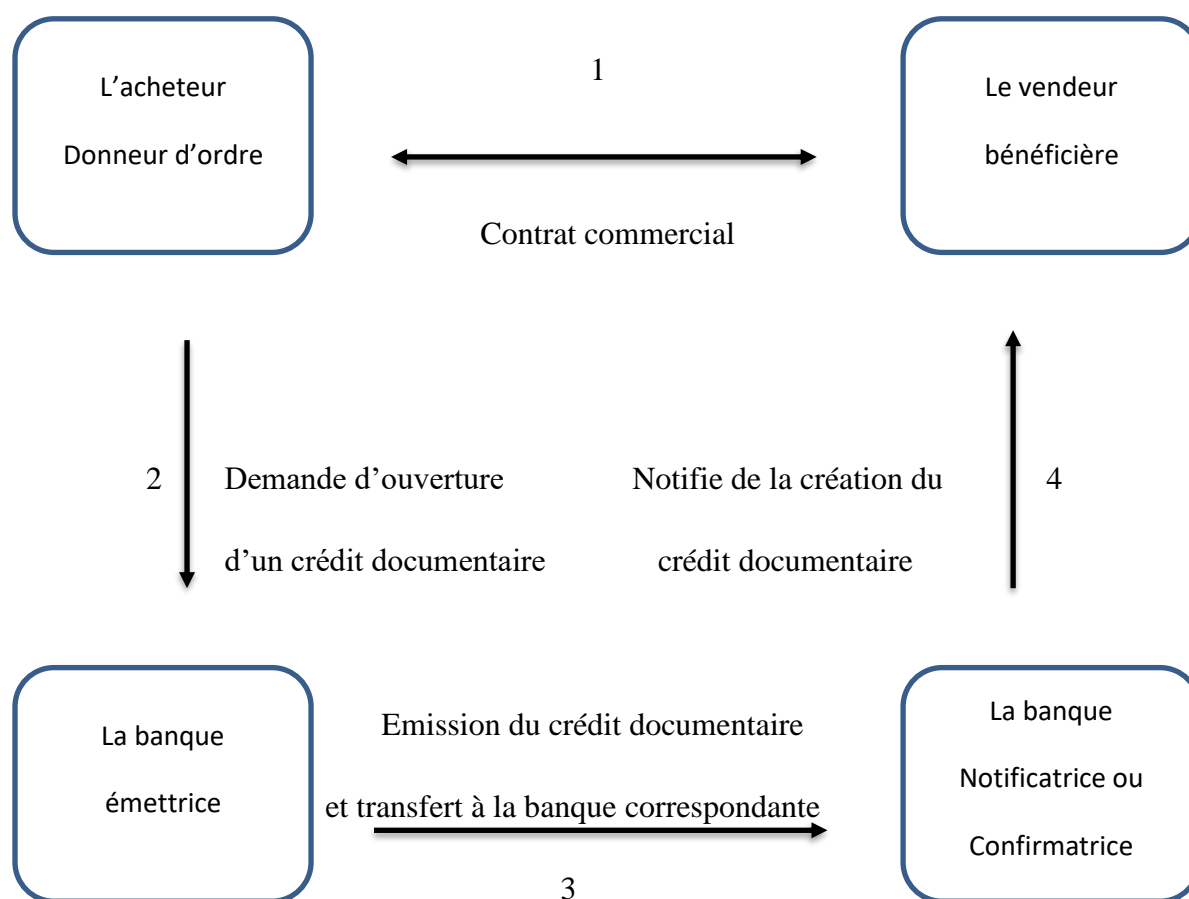 L’acheteur
Donneur d’ordre
1
Contrat commercial
Le vendeur
bénéficière
2
Demande d’ouverture
d’un crédit documentaire
Notifie de la création du
crédit documentaire
4
La banque
émettrice
Emission du crédit documentaire
et transfert à la banque correspondante
3
La banque
Notificatrice ou
Confirmatrice